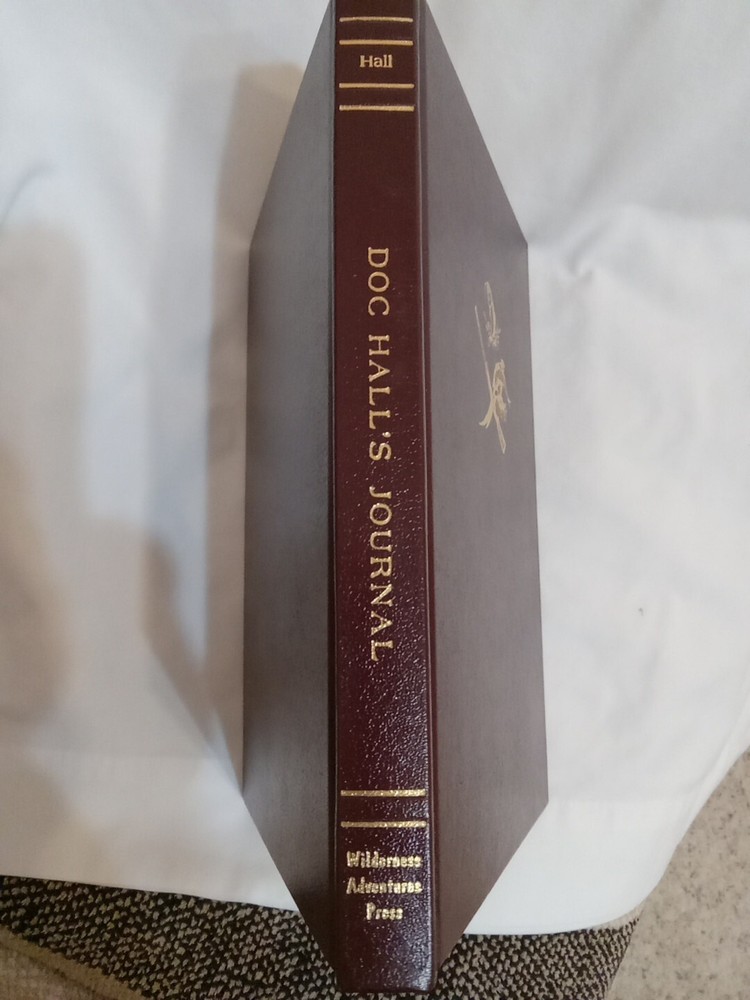 Hall
DOC HALL'S JOURNAL
Wilderness
Adventures
Press